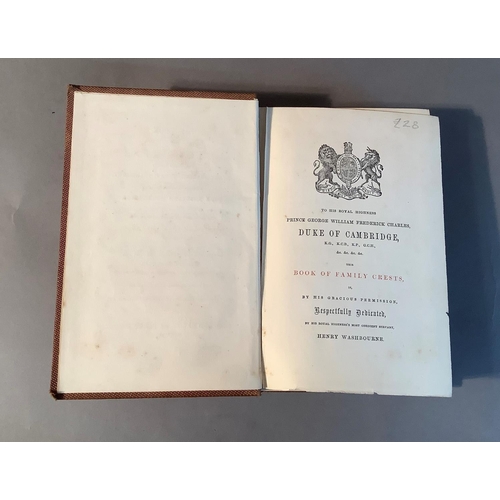 928
TO HIS ROYAL HIGHNESS
PRINCE GEORGE WILLIAM FREDERICK CHARLES,
DUKE OF CAMBRIDGE,
&c. &c. &c. &c.
THIS
BOOK OF FAMILY CRESTS,
IS,
BY HIS GRACIOUS PERMISSION,
Respectfully Dedicated,
BY HIS ROYAL HIGHNESS'S MOST OBEDIENT SERVANT,
HENRY WASHBOURNE.